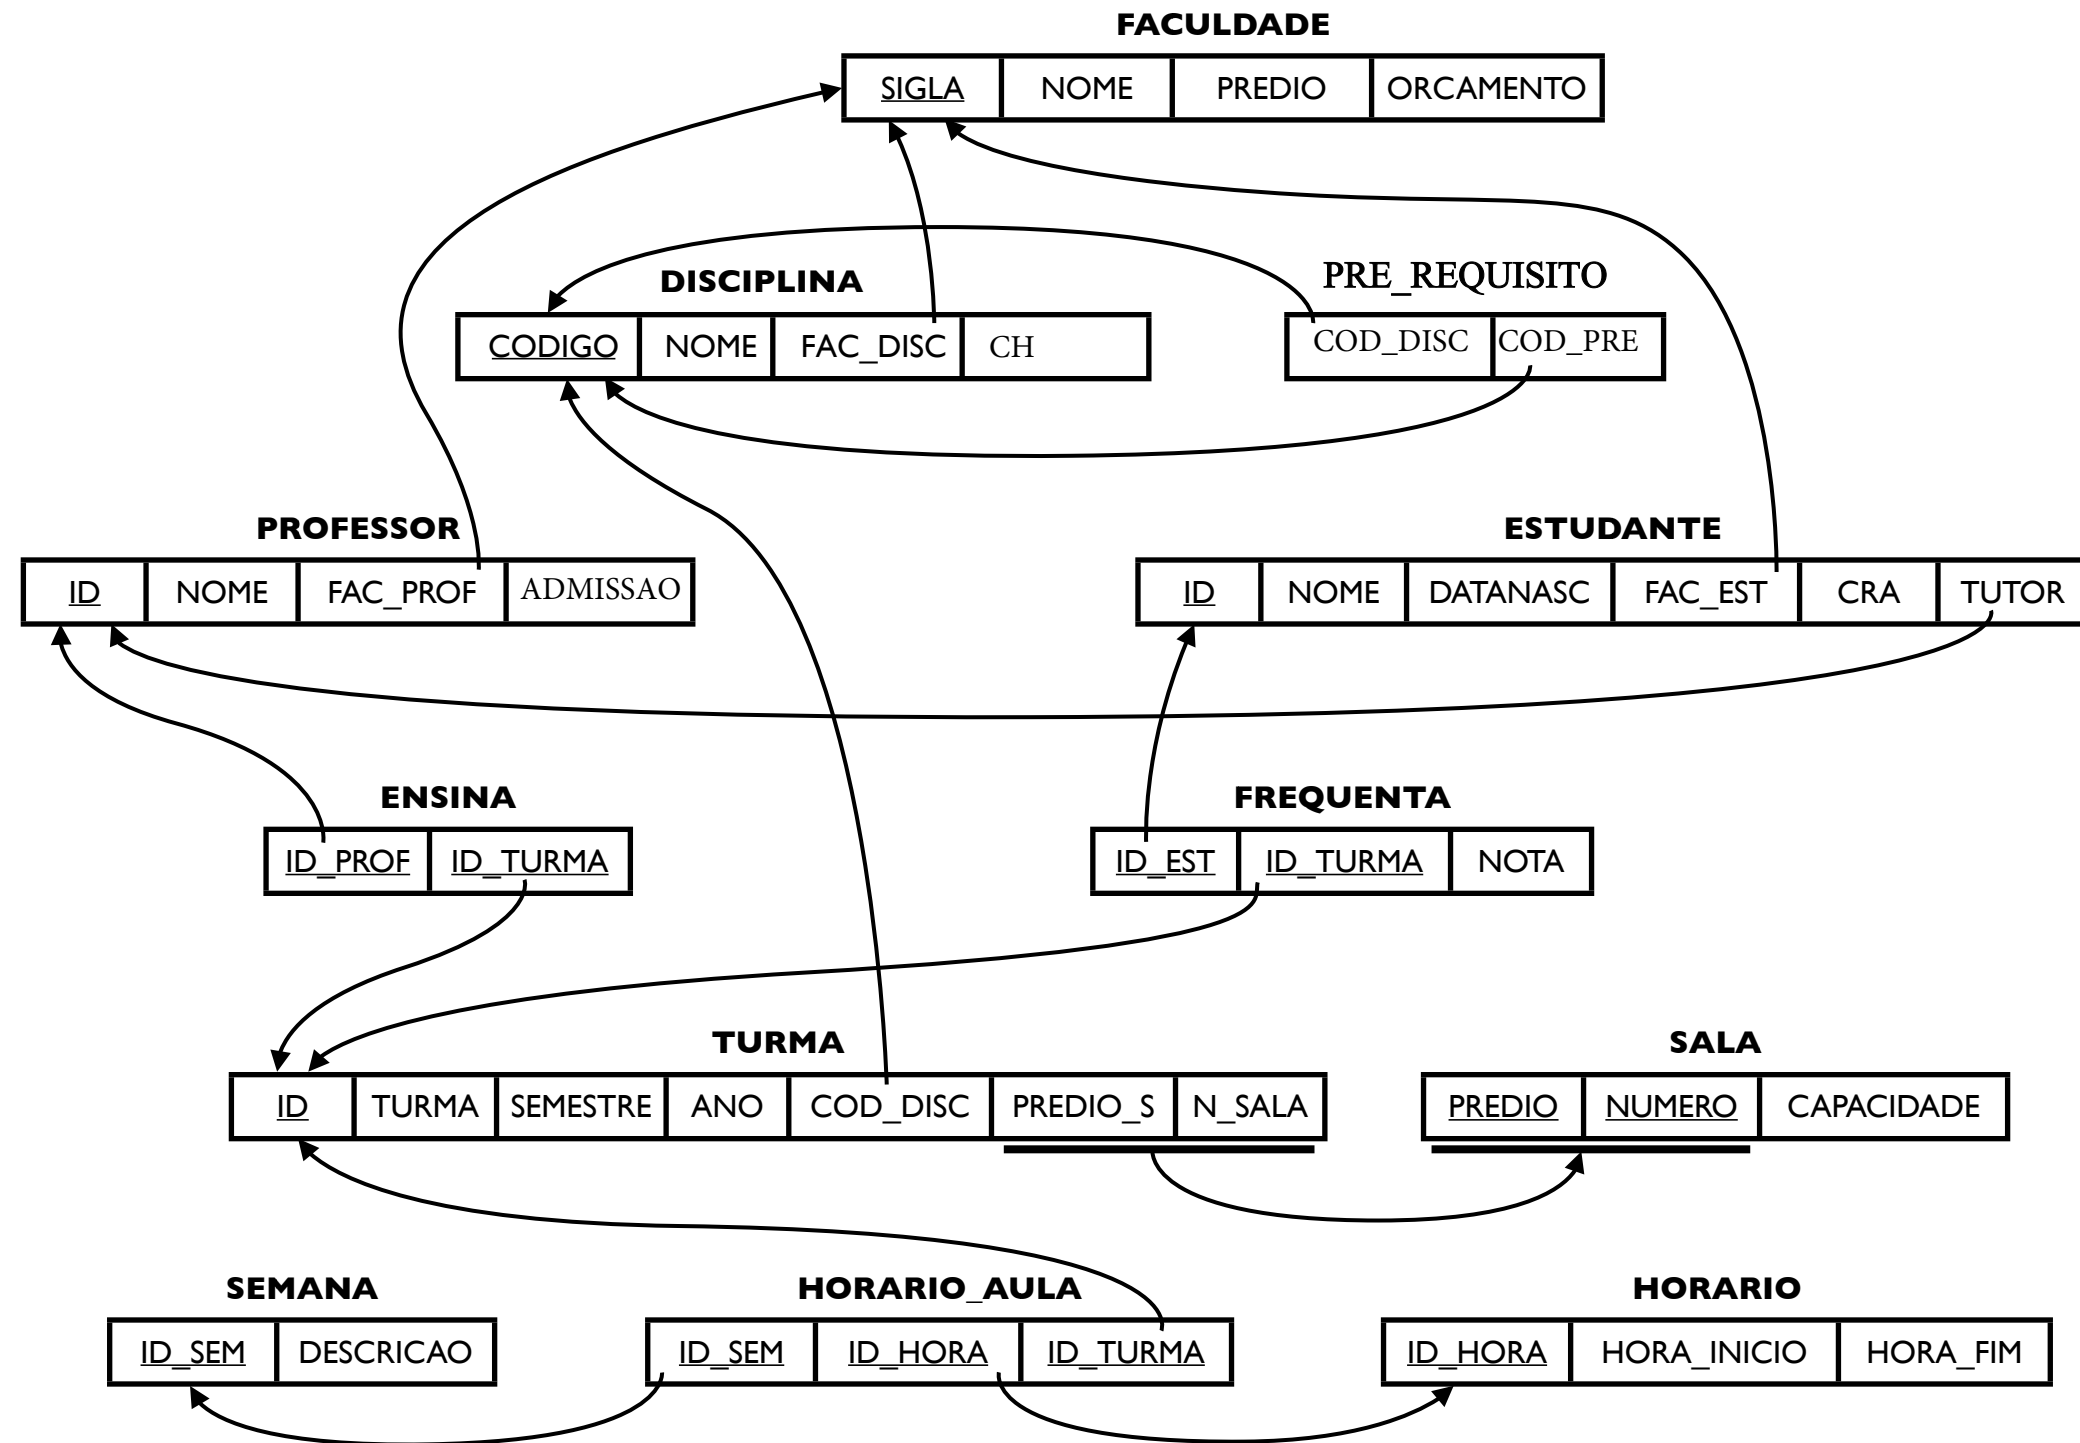 FACULDADE
SIGLA NOME PREDIO ORCAMENTO
DISCIPLINA
CODIGO NOME FAC_DISC CH
PRE_REQUISITO
COD_DISC COD_PRE
PROFESSOR
ID NOME FAC_PROF ADMISSAO
ESTUDANTE
ID NOME DATANASC FAC_EST CRA TUTOR
ENSINA
ID_PROF ID_TURMA
FREQUENTA
ID_EST ID_TURMA NOTA
TURMA
ID TURMA SEMESTRE ANO COD_DISC PREDIO_S N_SALA
SALA
PREDIO NUMERO CAPACIDADE
SEMANA
ID_SEM DESCRICAO
HORARIO_AULA
ID_SEM ID_HORA ID_TURMA
HORARIO
ID_HORA HORA_INICIO HORA_FIM